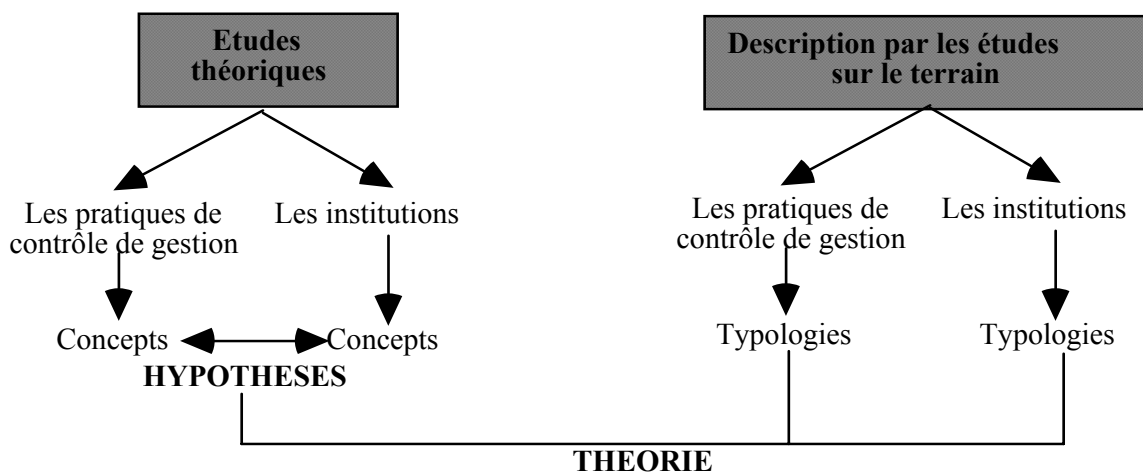 Etudes
théoriques
Description par les études
sur le terrain
Les pratiques de
contrôle de gestion
Les institutions
Les pratiques de
contrôle de gestion
Les institutions
Concepts
Concepts
Typologies
Typologies
HYPOTHESES
THEORIE